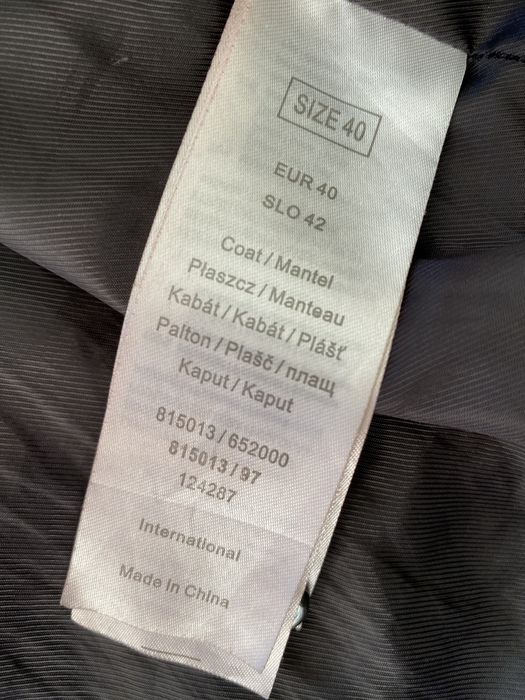 SIZE 40
EUR 40
SLO 42
Coat / Mantel
Płaszcz / Manteau
Kabát / Kabát / Plášť
Palton / Plašč / плащ
Kaput / Kaput
815013 / 652000
815013 / 97
124287
International
Made In China